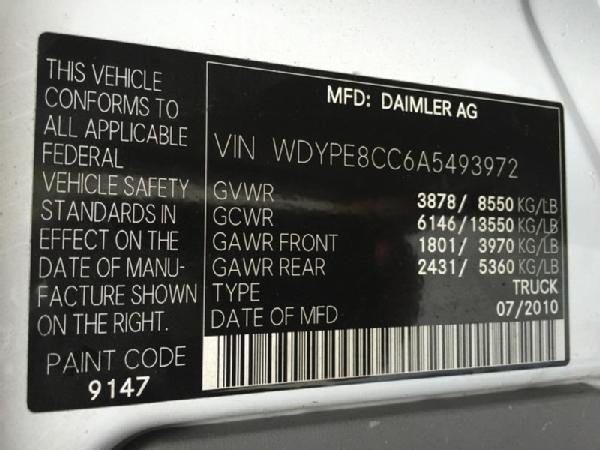 THIS VEHICLE
CONFORMS TO
ALL APPLICABLE
FEDERAL
VEHICLE SAFETY
STANDARDS IN
EFFECT ON THE
DATE OF MANU-
FACTURE SHOWN
ON THE RIGHT.
PAINT CODE
9147
MFD: DAIMLER AG
VIN WDYPE8CC6A5493972
GVWR 3878/ 8550 KG/LB
GCWR 6146/13550 KG/LB
GAWR FRONT 1801/ 3970 KG/LB
GAWR REAR 2431/ 5360 KG/LB
TYPE TRUCK
DATE OF MFD 07/2010